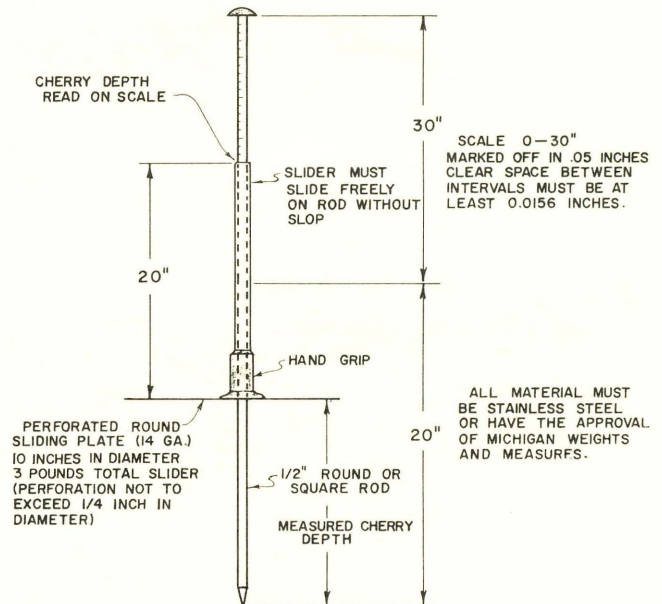 CHERRY DEPTH
READ ON SCALE
30"
SCALE 0—30"
MARKED OFF IN .05 INCHES
CLEAR SPACE BETWEEN
INTERVALS MUST BE AT
LEAST 0.0156 INCHES.
SLIDER MUST
SLIDE FREELY
ON ROD WITHOUT
SLOP
20"
HAND GRIP
PERFORATED ROUND
SLIDING PLATE (14 GA.)
10 INCHES IN DIAMETER
3 POUNDS TOTAL SLIDER
(PERFORATION NOT TO
EXCEED 1/4 INCH IN
DIAMETER)
20"
ALL MATERIAL MUST
BE STAINLESS STEEL
OR HAVE THE APPROVAL
OF MICHIGAN WEIGHTS
AND MEASURES.
1/2" ROUND OR
SQUARE ROD
MEASURED CHERRY
DEPTH